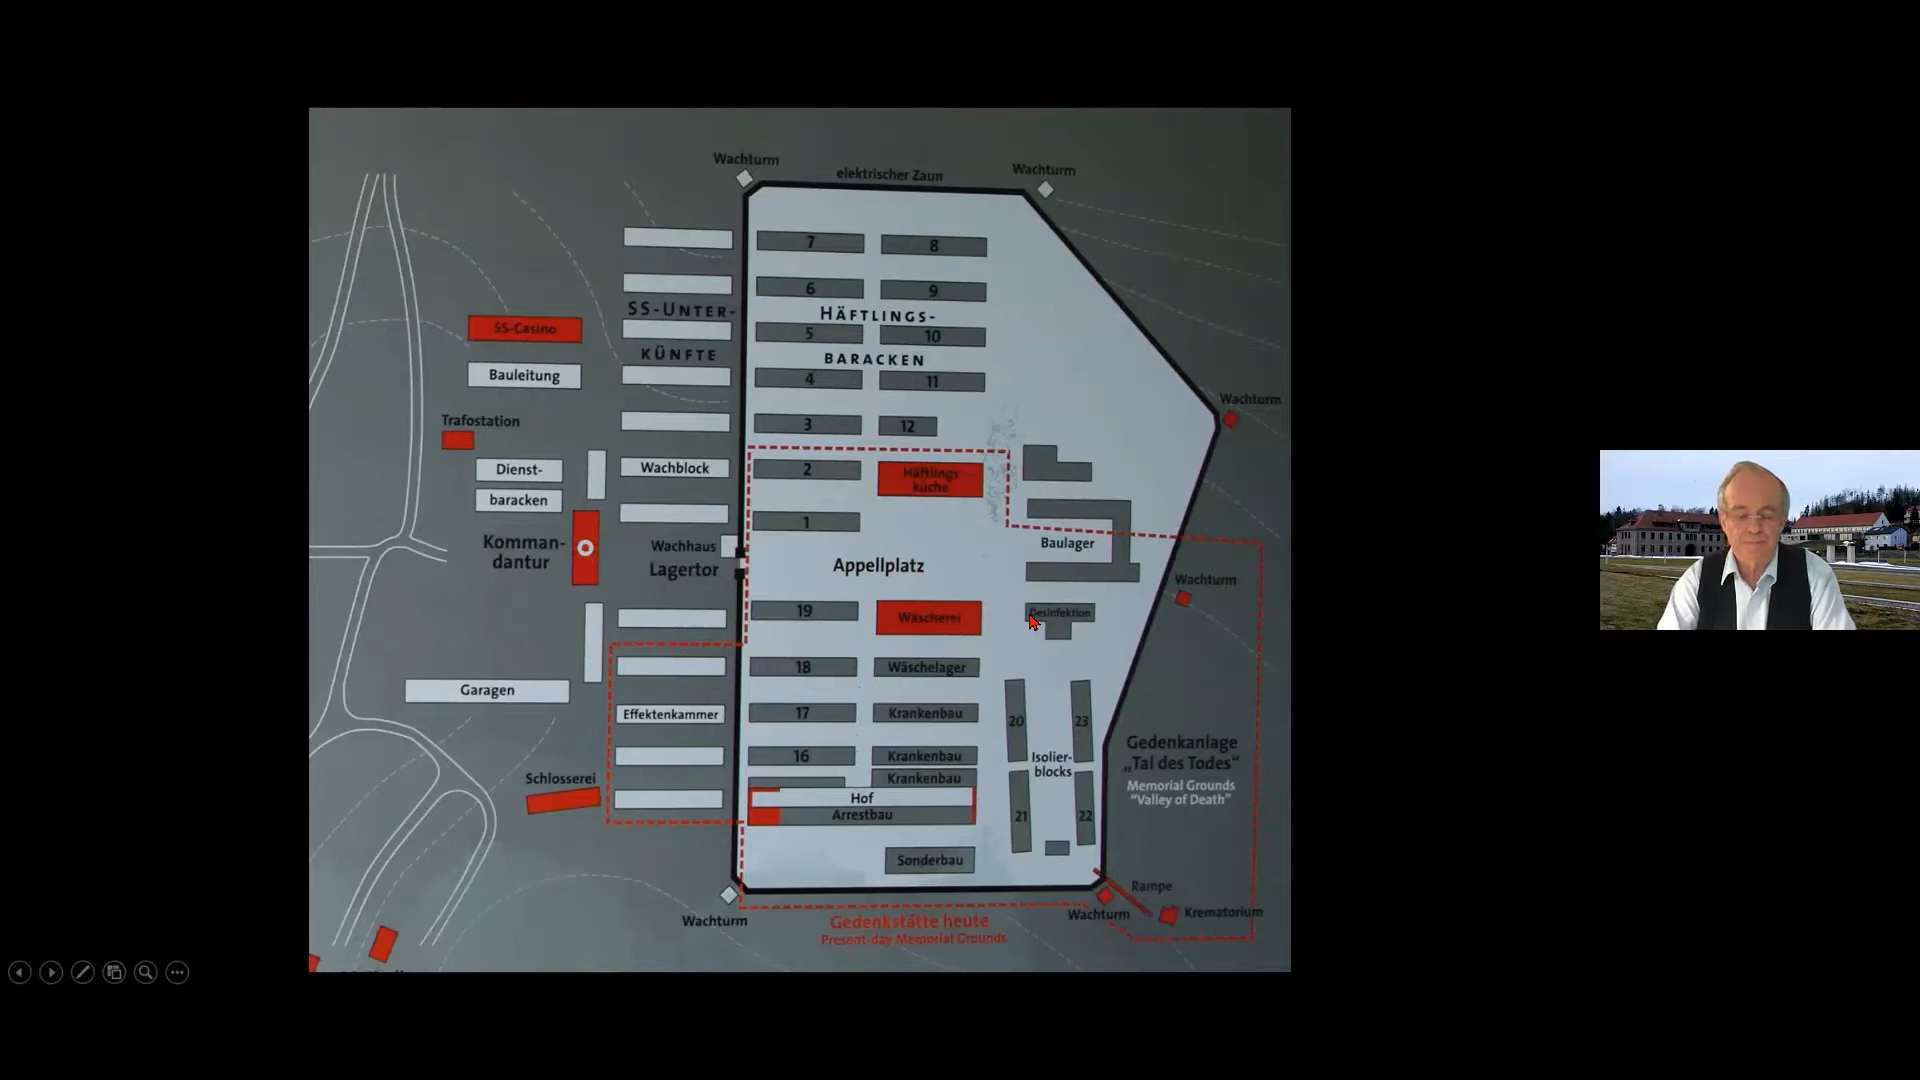 Wachturm
elektrischer Zaun
Wachturm
7
8
6
9
SS-UNTER-
HÄFTLINGS-
SS-Casino
5
10
KÜNFTE
BARACKEN
Bauleitung
4
11
Wachturm
Trafostation
3
12
Dienst-
baracken
Wachblock
2
Häftlings
küche
1
Komman-
dantur
Wachhaus
Lagertor
Appellplatz
Baulager
Wachturm
19
Wäscherei
Desinfektion
18
Wäschelager
Garagen
Effektenkammer
17
Krankenbau
20
23
Gedenkanlage
„Tal des Todes“
Memorial Grounds
"Valley of Death"
16
Krankenbau
Isolier-
blocks
Schlosserei
Krankenbau
Hof
Arrestbau
21
22
Sonderbau
Rampe
Wachturm
Wachturm
Krematorium
Gedenkstätte heute
Present-day Memorial Grounds